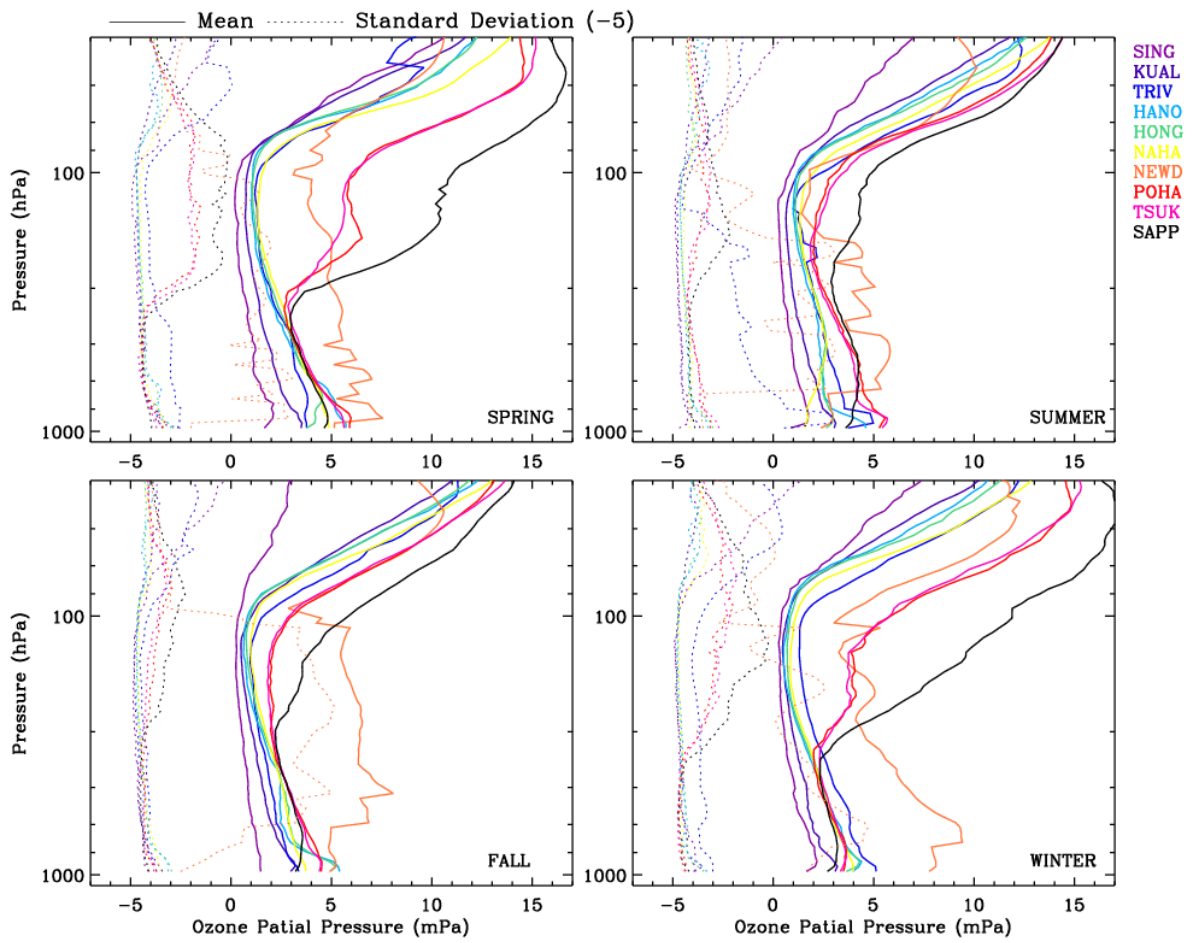 Mean Standard Deviation (-5)
SING
KUAL
TRIV
HANO
HONG
NAHA
NEWD
POHA
TSUK
SAPP
Pressure (hPa)
100
1000
SPRING
-5 0 5 10 15
Pressure (hPa)
100
1000
SUMMER
-5 0 5 10 15
Pressure (hPa)
100
1000
FALL
-5 0 5 10 15
Ozone Patial Pressure (mPa)
100
1000
WINTER
-5 0 5 10 15
Ozone Patial Pressure (mPa)